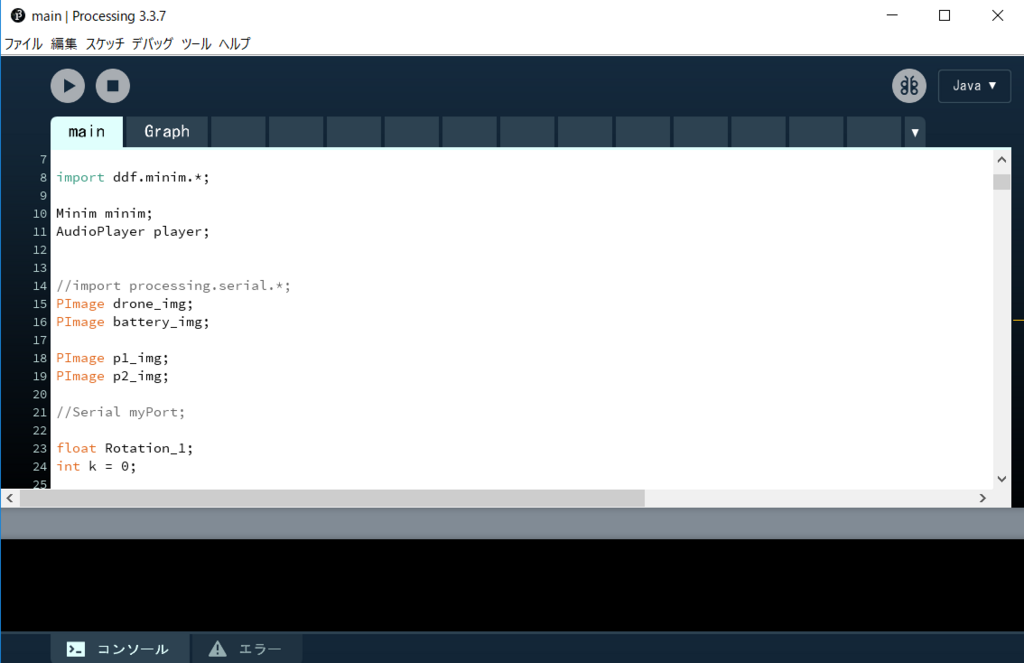 main | Processing 3.3.7
ファイル 編集 スケッチ デバッグ ツール ヘルプ
Java ▼
main Graph ▼
7
8 import ddf.minim.*;
9
10 Minim minim;
11 AudioPlayer player;
12
13
14 //import processing.serial.*;
15 PImage drone_img;
16 PImage battery_img;
17
18 PImage p1_img;
19 PImage p2_img;
20
21 //Serial myPort;
22
23 float Rotation_1;
24 int k = 0;
25
コンソール エラー